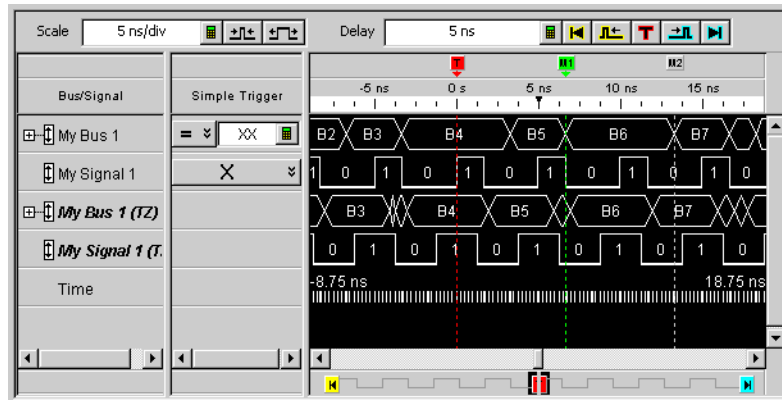 Scale 5 ns/div Delay 5 ns T
T M1 M2
Bus/Signal Simple Trigger -5 ns 0 s 5 ns 10 ns 15 ns
My Bus 1 = XX B2 B3 B4 B5 B6 B7
My Signal 1 X 1 0 1 0 1 0 1 0 1 0 1 0
My Bus 1 (TZ) B3 B4 B5 B6 B7
My Signal 1 (T. 0 1 0 1 0 1 0 1 0 1 0
Time -8.75 ns 18.75 ns